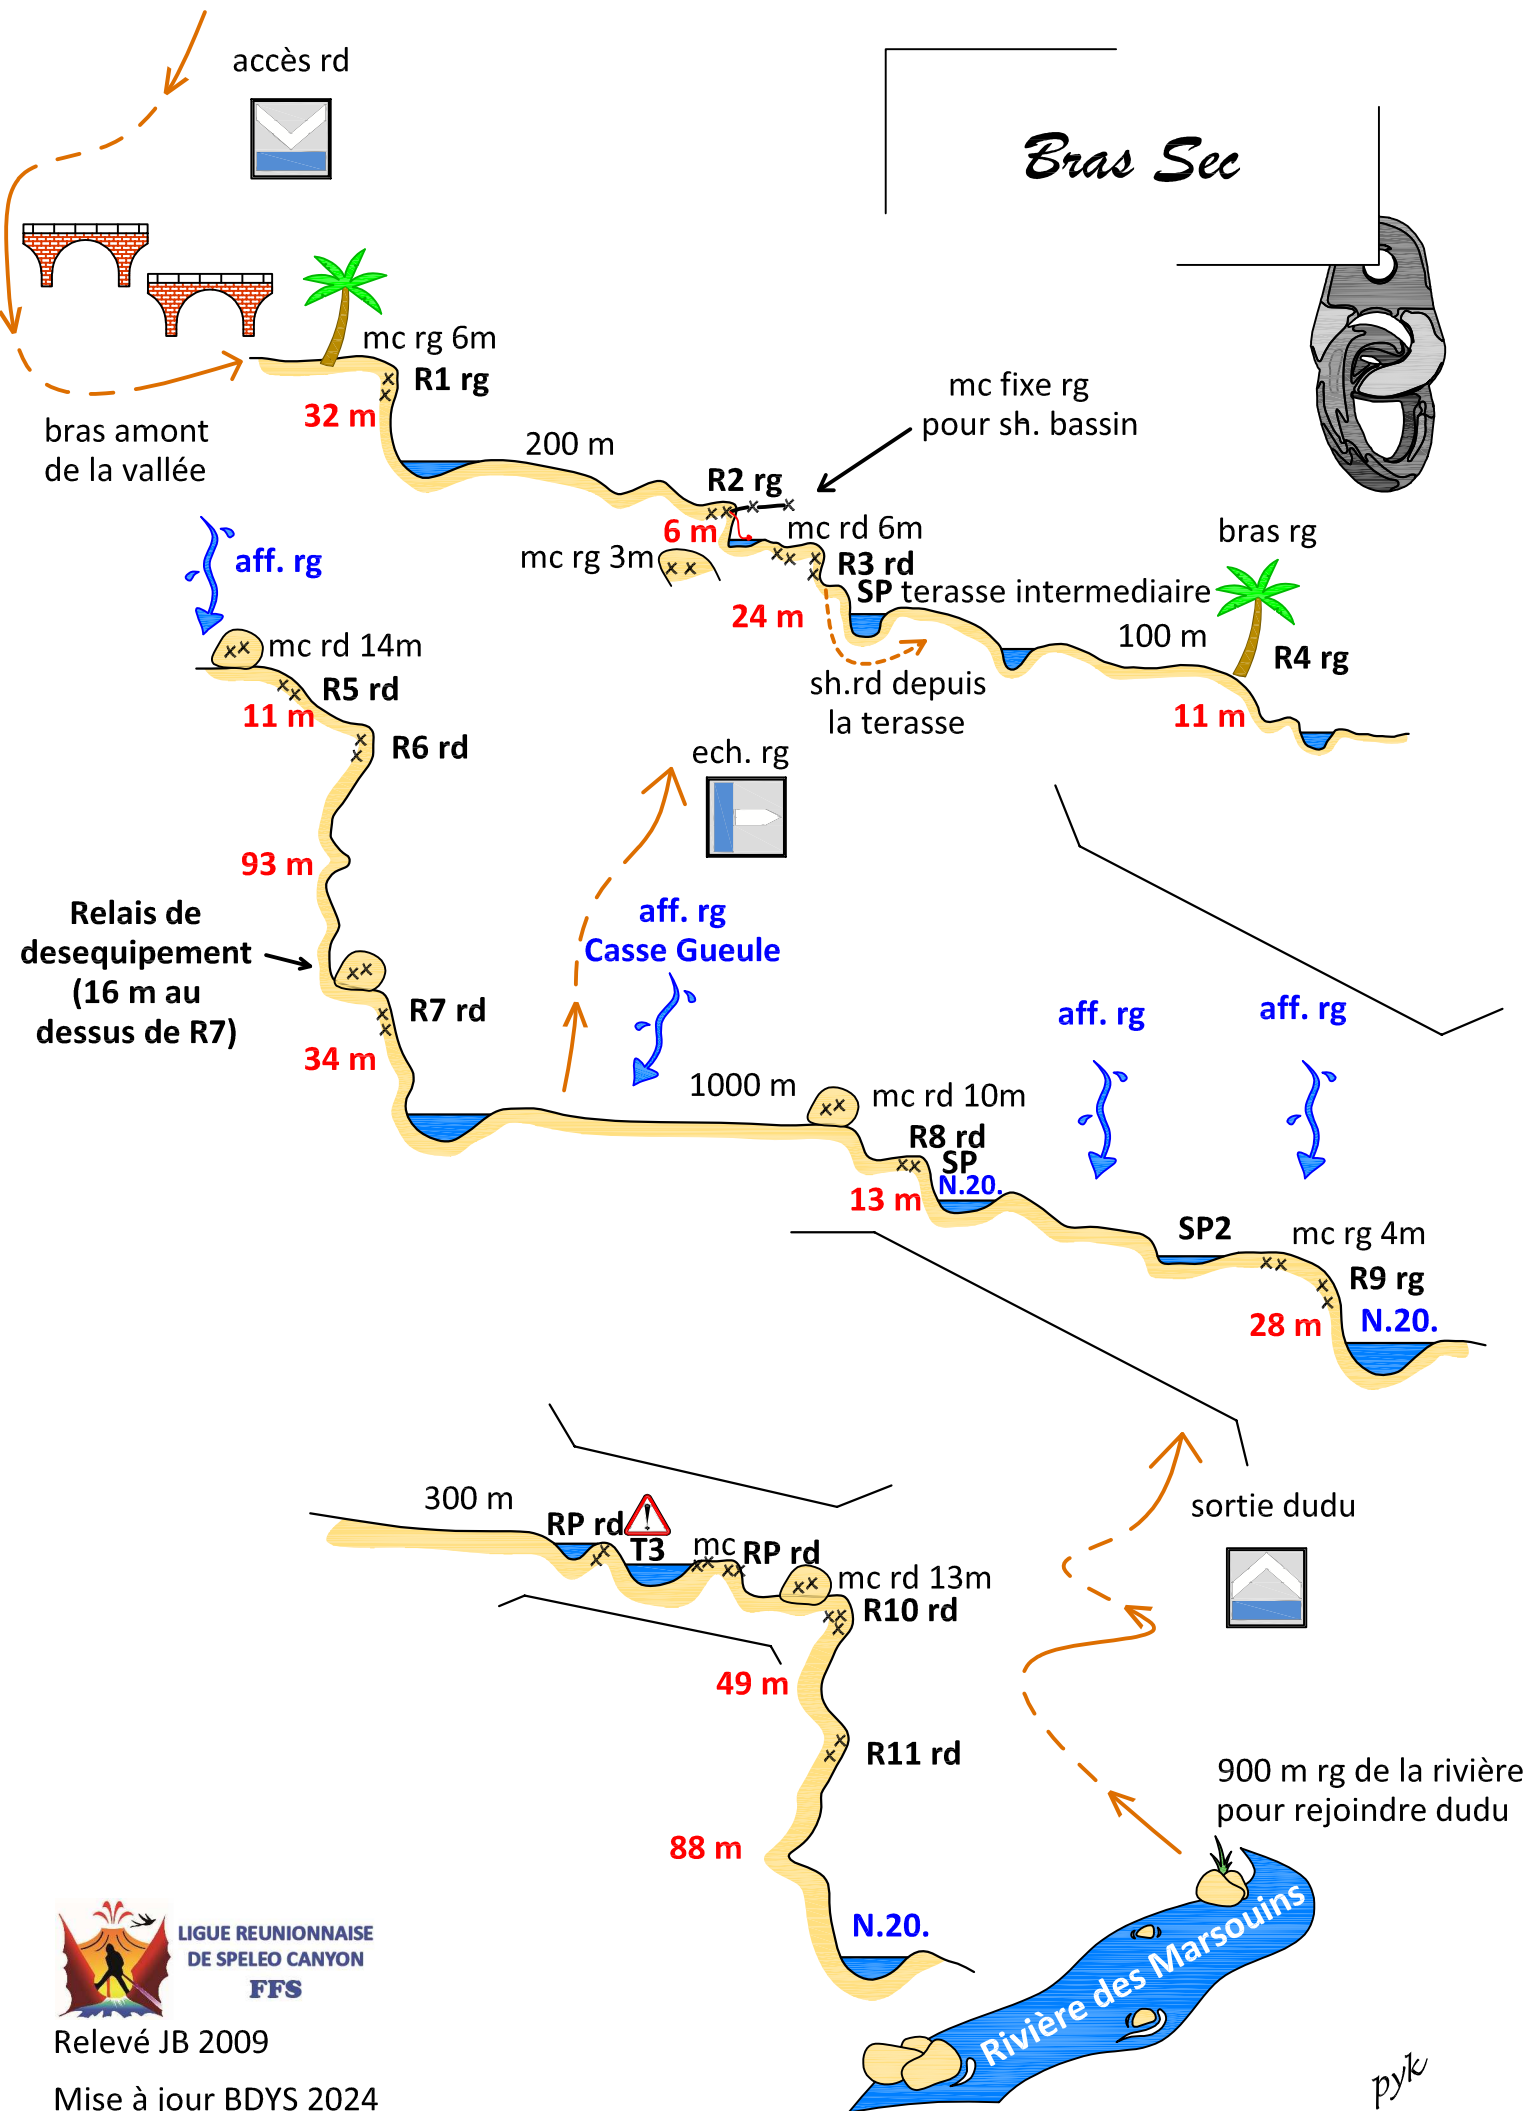 accès rd
Bras Sec
mc rg 6m
R1 rg
32 m
bras amont
de la vallée
200 m
mc fixe rg
pour sh. bassin
R2 rg
6 m
mc rg 3m
mc rd 6m
R3 rd
SP terasse intermediaire
24 m
sh.rd depuis
la terasse
bras rg
100 m
R4 rg
11 m
aff. rg
mc rd 14m
R5 rd
11 m
R6 rd
93 m
Relais de
desequipement
(16 m au
dessus de R7)
R7 rd
34 m
ech. rg
aff. rg
Casse Gueule
1000 m
mc rd 10m
R8 rd
SP
N.20.
13 m
aff. rg
aff. rg
SP2
mc rg 4m
R9 rg
28 m
N.20.
300 m
RP rd
T3
mc
RP rd
mc rd 13m
R10 rd
49 m
R11 rd
88 m
N.20.
sortie dudu
900 m rg de la rivière
pour rejoindre dudu
Rivière des Marsouins
LIGUE REUNIONNAISE
DE SPELEO CANYON
FFS
Relevé JB 2009
Mise à jour BDYS 2024
pyk